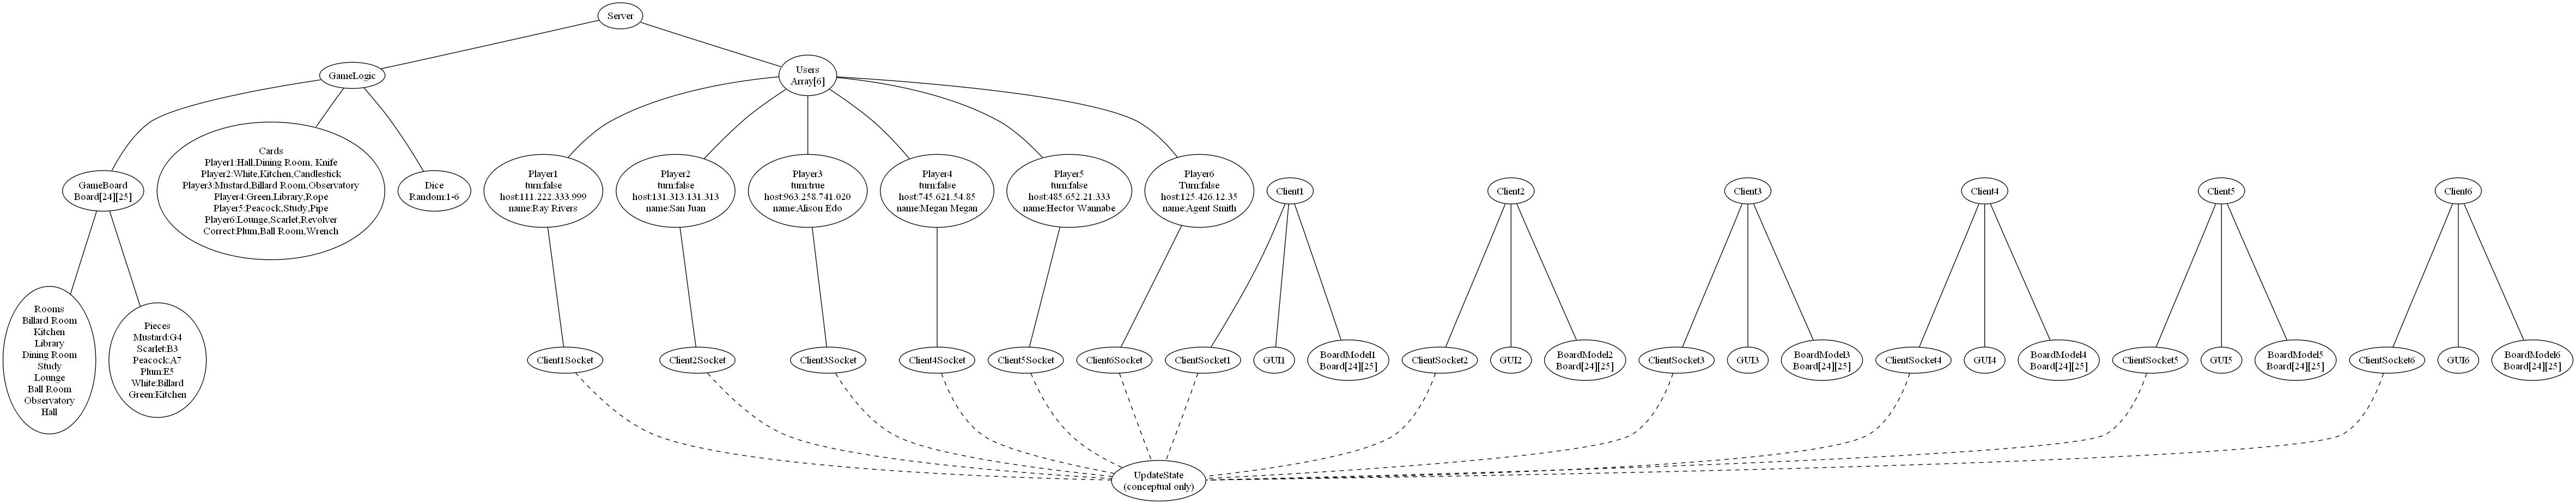 Server
GameLogic
Users
Array[6]
GameBoard
Board[24][25]
Cards
Player1:Hall,Dining Room, Knife
Player2:White,Kitchen,Candlestick
Player3:Mustard,Billard Room,Observatory
Player4:Green,Library,Rope
Player5:Peacock,Study,Pipe
Player6:Lounge,Scarlet,Revolver
Correct:Plum,Ball Room,Wrench
Dice
Random:1-6
Player1
turn:false
host:111.222.333.999
name:Ray Rivers
Player2
turn:false
host:131.313.131.313
name:San Juan
Player3
turn:true
host:963.258.741.020
name:Alison Edo
Player4
turn:false
host:745.621.54.85
name:Megan Megan
Player5
turn:false
host:485.652.21.333
name:Hector Wannabe
Player6
Turn:false
host:125.426.12.35
name:Agent Smith
Client1
Client2
Client3
Client4
Client5
Client6
Rooms
Billard Room
Kitchen
Library
Dining Room
Study
Lounge
Ball Room
Observatory
Hall
Pieces
Mustard:G4
Scarlet:B3
Peacock:A7
Plum:E5
White:Billard
Green:Kitchen
Client1Socket
Client2Socket
Client3Socket
Client4Socket
Client5Socket
Client6Socket
ClientSocket1
GUI1
BoardModel1
Board[24][25]
ClientSocket2
GUI2
BoardModel2
Board[24][25]
ClientSocket3
GUI3
BoardModel3
Board[24][25]
ClientSocket4
GUI4
BoardModel4
Board[24][25]
ClientSocket5
GUI5
BoardModel5
Board[24][25]
ClientSocket6
GUI6
BoardModel6
Board[24][25]
UpdateState
(conceptual only)